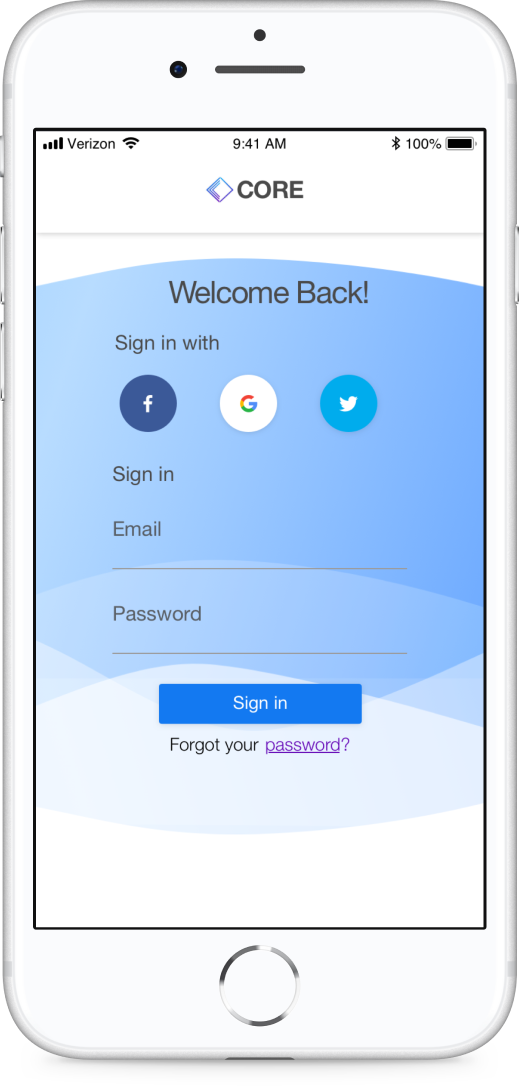 Verizon 9:41 AM 100%
CORE
Welcome Back!
Sign in with
Sign in
Email
Password
Sign in
Forgot your password?